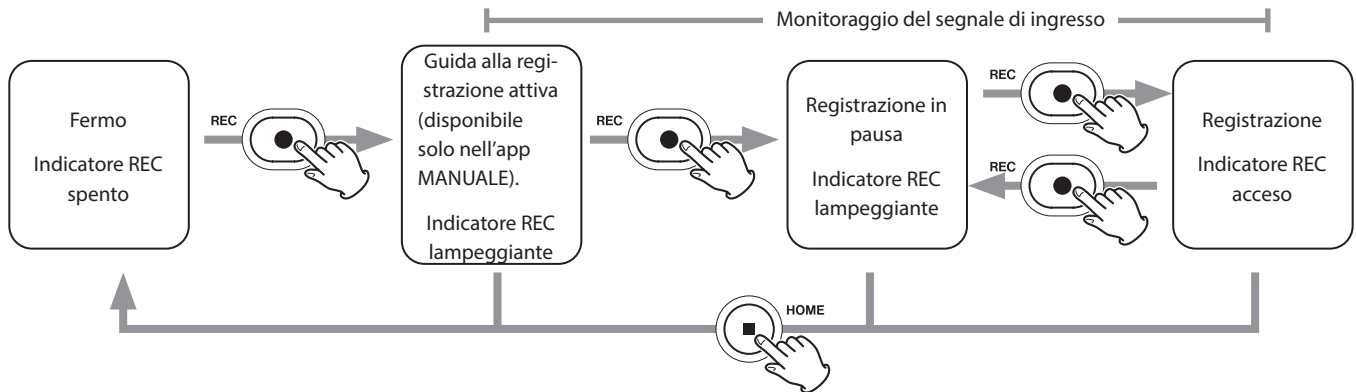 Monitoraggio del segnale di ingresso
Fermo
Indicatore REC
spento
REC
Guida alla regi-
strazione attiva
(disponibile
solo nell'app
MANUALE).
Indicatore REC
lampeggiante
REC
Registrazione in
pausa
Indicatore REC
lampeggiante
REC
REC
Registrazione
Indicatore REC
acceso
HOME